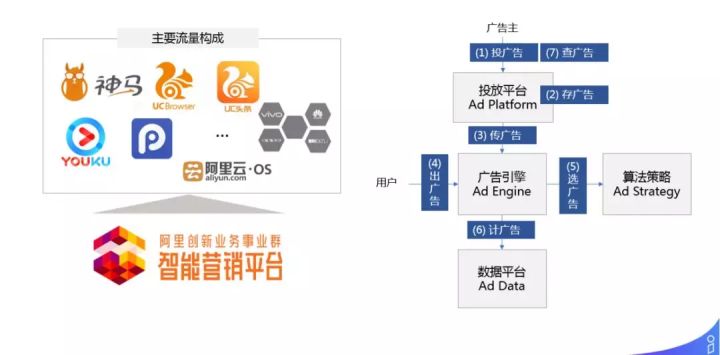 主要流量构成
神马
UCBrowser
UC头条
YOUKU
P
...
vivo
阿里云·OS
aliyun.com
阿里创新业务事业群
智能营销平台
广告主
(1) 投广告
(7) 查广告
投放平台
Ad Platform
(2) 存广告
(3) 传广告
用户
(4)
出
广
告
广告引擎
Ad Engine
(5)
选
广
告
算法策略
Ad Strategy
(6) 计广告
数据平台
Ad Data